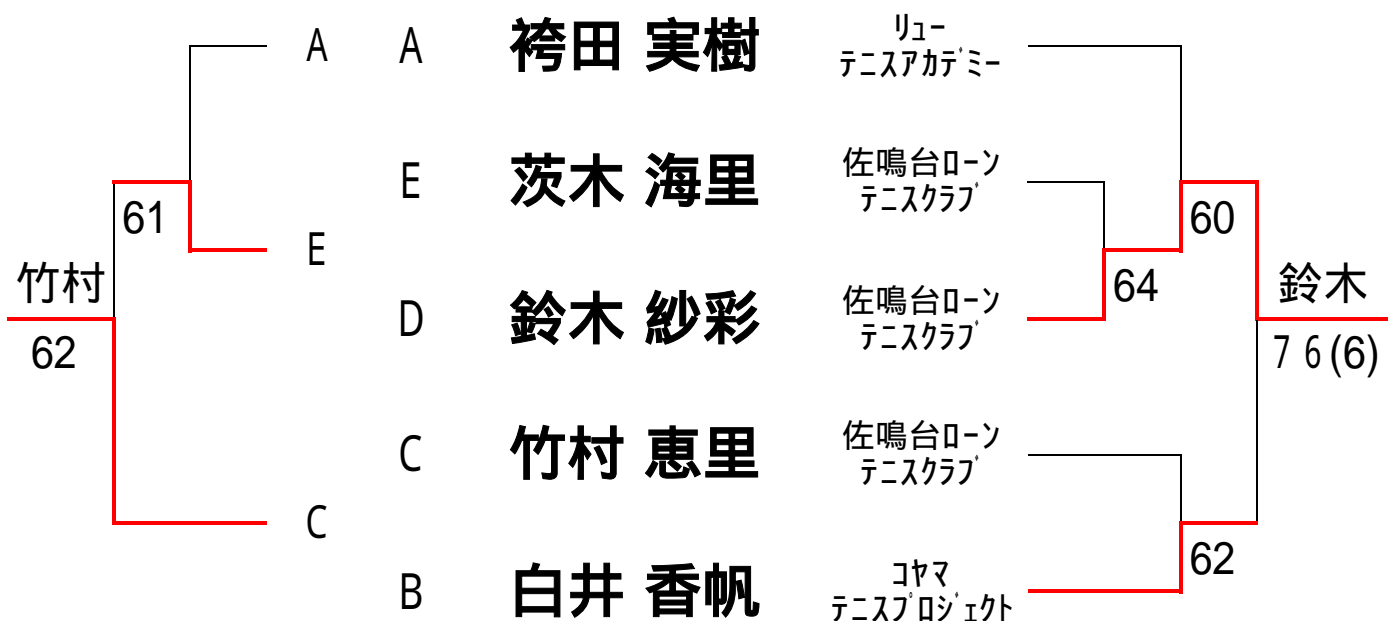 A A 袴田 実樹 ﾘｭｰ
ﾃﾆｽｱｶﾃﾞﾐｰ
E 茨木 海里 佐鳴台ﾛｰﾝ
ﾃﾆｽｸﾗﾌﾞ
61 60
E
竹村 D 鈴木 紗彩 佐鳴台ﾛｰﾝ
ﾃﾆｽｸﾗﾌﾞ 64 鈴木
62 7 6 (6)
C 竹村 恵里 佐鳴台ﾛｰﾝ
ﾃﾆｽｸﾗﾌﾞ
C
B 白井 香帆 ｺﾔﾏ
ﾃﾆｽﾌﾟﾛｼﾞｪｸﾄ
62